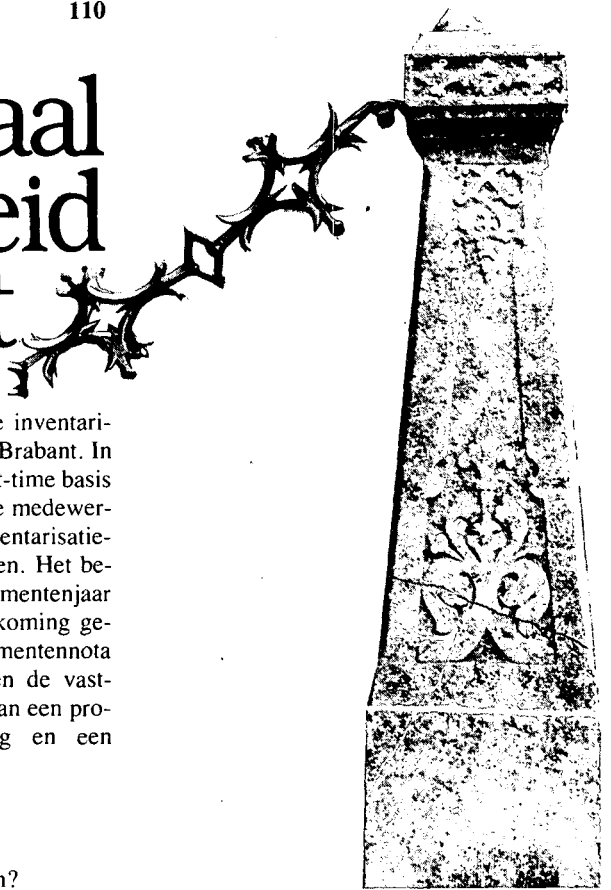 110
aal
eid
e inventari-
Brabant. In
t-time basis
e medewer-
entarisatie-
en. Het be-
mentenjaar
koming ge-
mentennota
en de vast-
an een pro-
g en een
n?